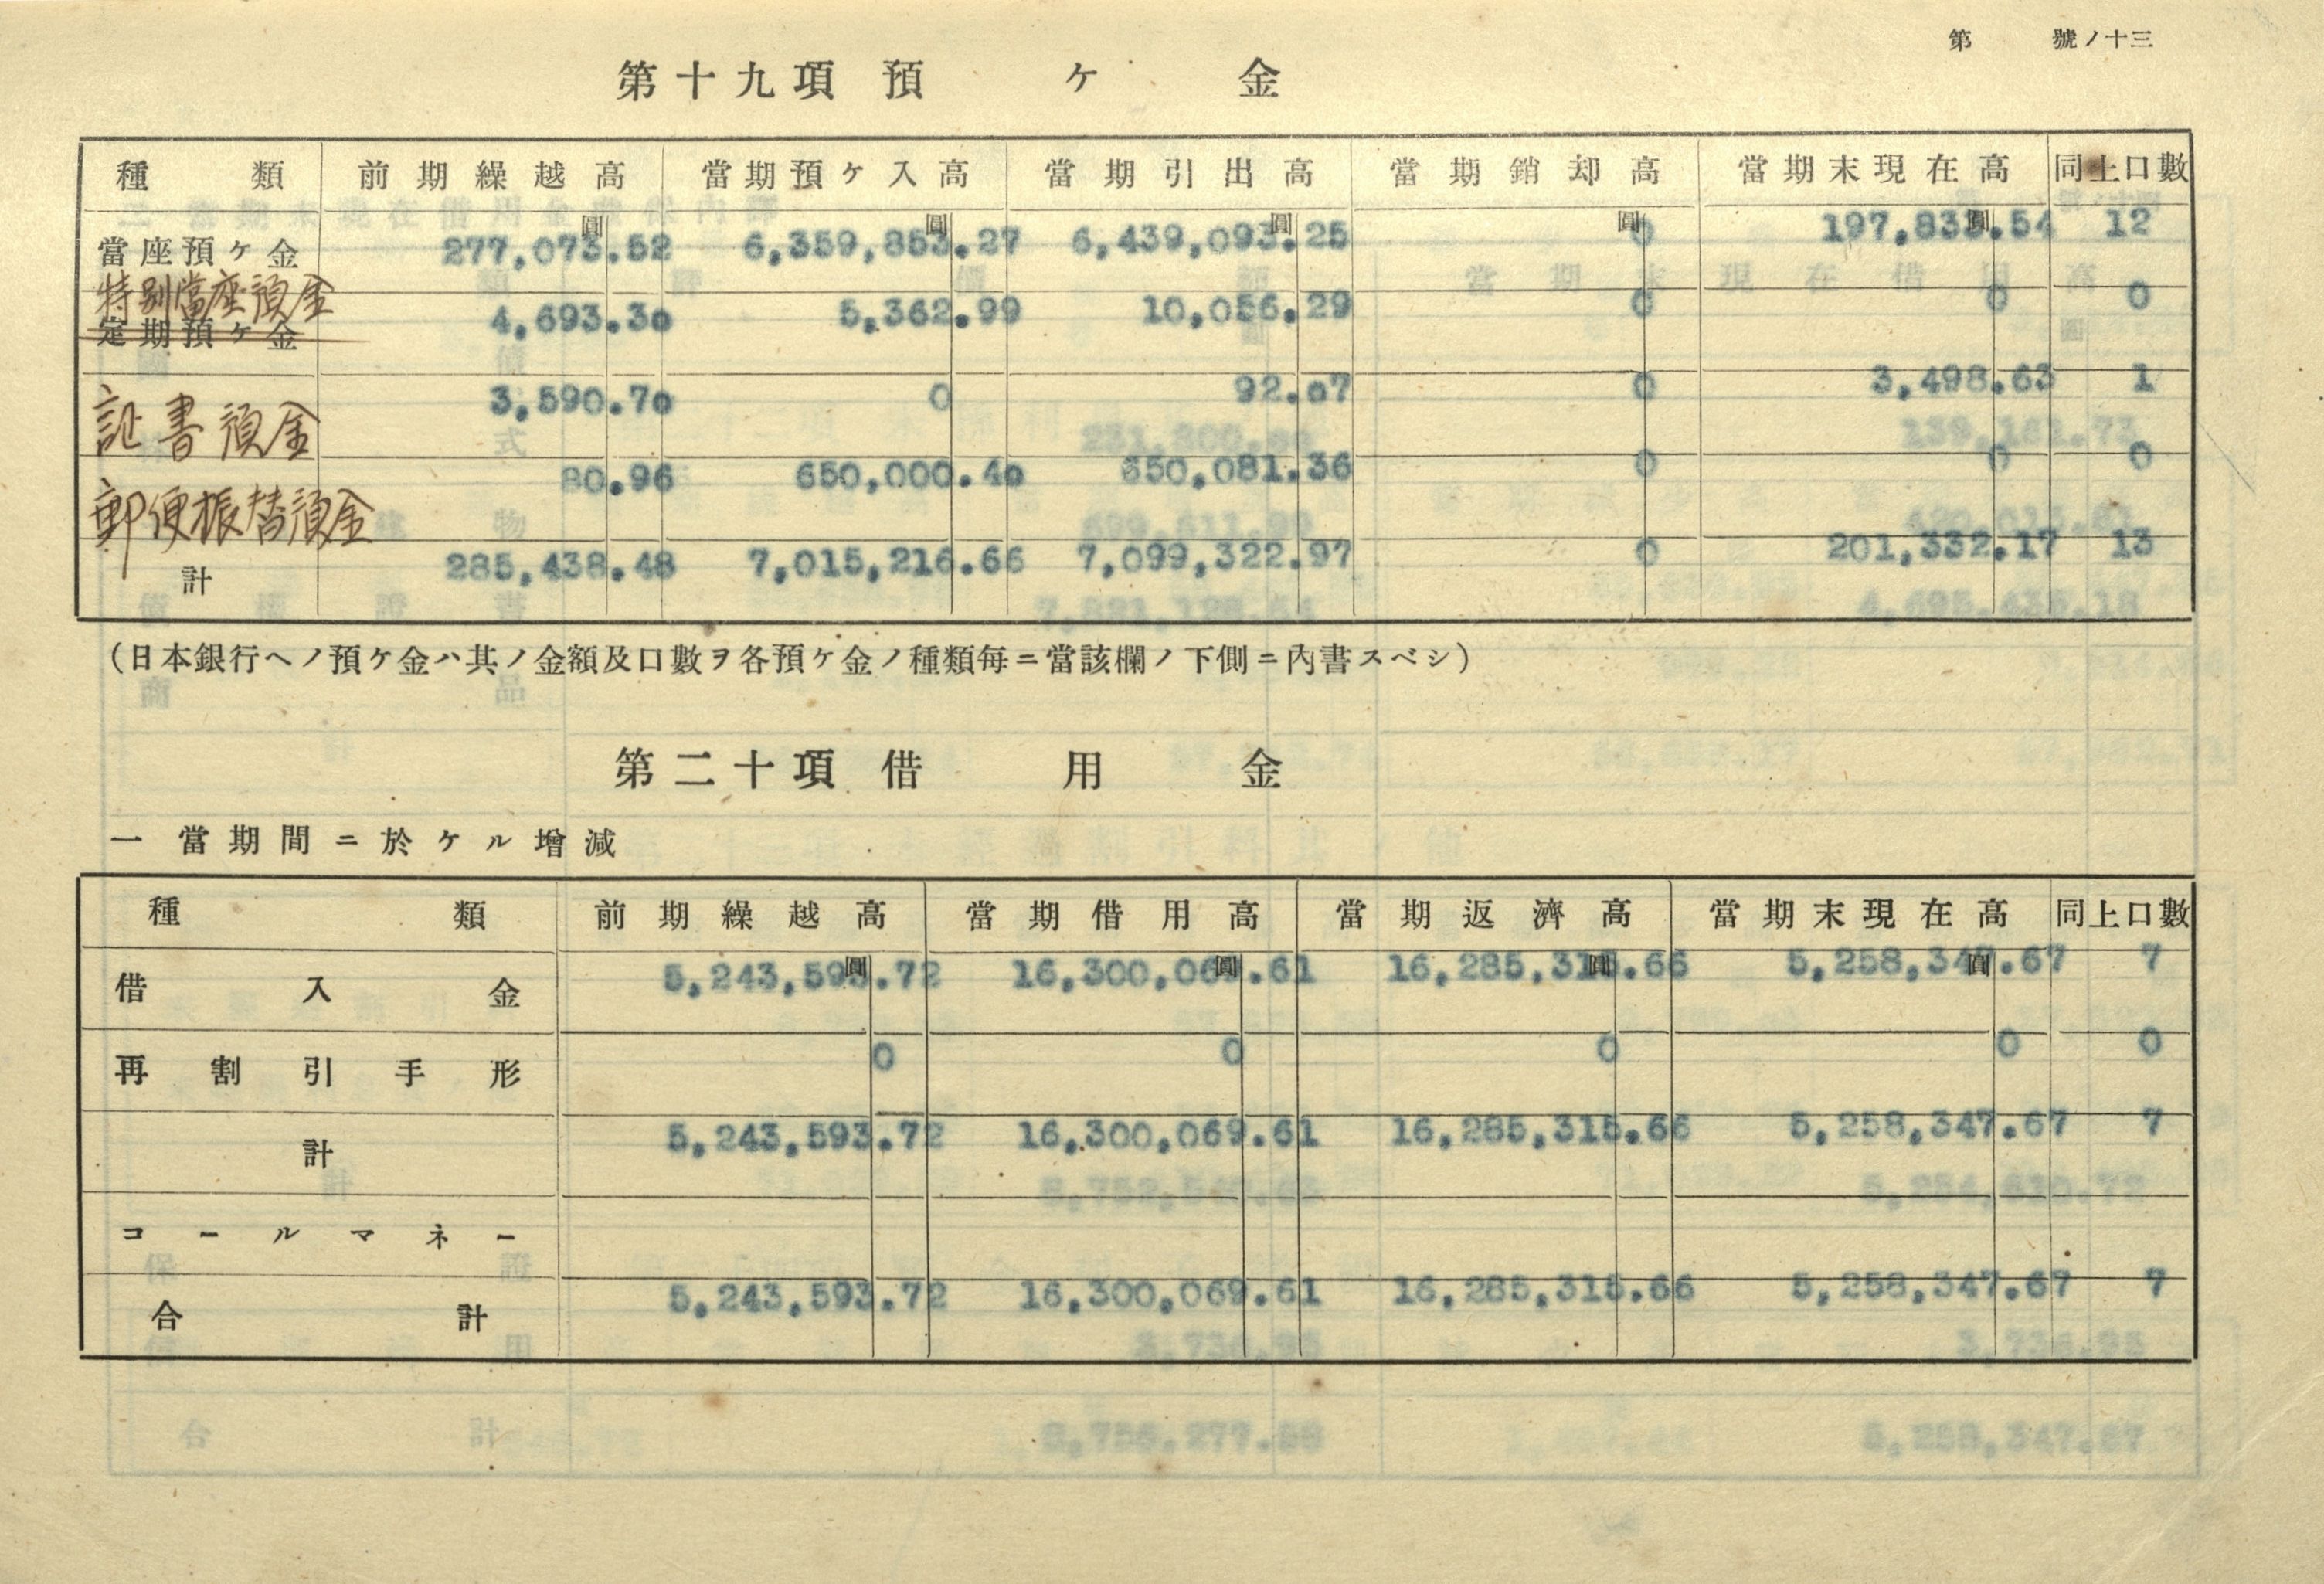 第 號ノ十三
第十九項 預ケ金
種類 前期繰越高 當期預ケ入高 當期引出高 當期銷却高 當期末現在高 同上口數
圓 圓 圓 圓 圓
當座預ケ金 277,073.52 6,359,853.27 6,439,093.25 0 197,833.54 12
特別當座預金 4,693.30 5,362.99 10,056.29 0 0 0
定期預ケ金
証書預金 3,590.70 0 92.07 0 3,498.63 1
郵便振替預金 80.96 650,000.40 650,081.36 0 0 0
計 285,438.48 7,015,216.66 7,099,322.97 0 201,332.17 13
(日本銀行ヘノ預ケ金ハ其ノ金額及口數ヲ各預ケ金ノ種類每ニ當該欄ノ下側ニ內書スベシ)
第二十項 借用金
一 當期間ニ於ケル增減
種類 前期繰越高 當期借用高 當期返濟高 當期末現在高 同上口數
圓 圓 圓 圓
借入金 5,243,593.72 16,300,069.61 16,285,315.66 5,258,347.67 7
再割引手形 0 0 0 0 0
計 5,243,593.72 16,300,069.61 16,285,315.66 5,258,347.67 7
コールマネー
合計 5,243,593.72 16,300,069.61 16,285,315.66 5,258,347.67 7